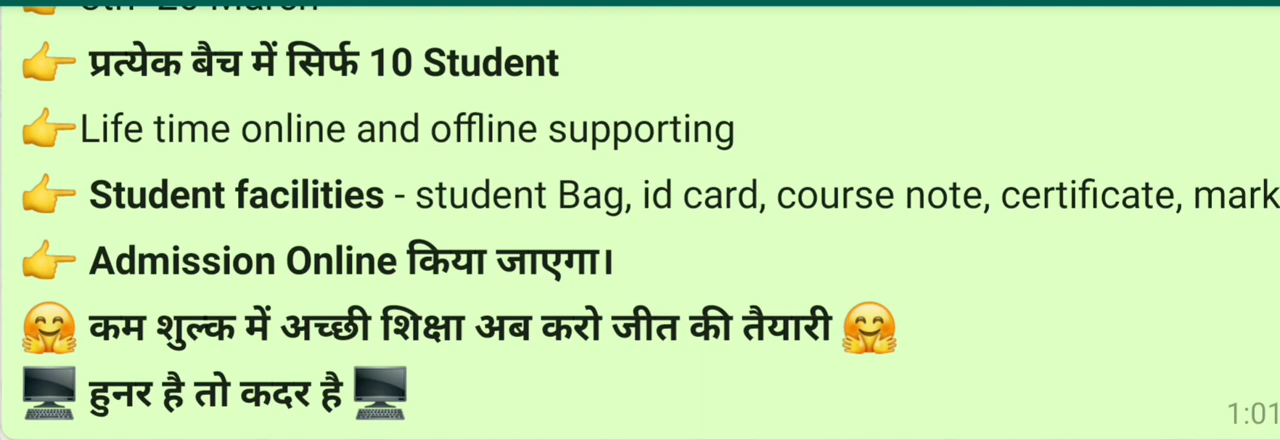 👉 प्रत्येक बैच में सिर्फ 10 Student
👉Life time online and offline supporting
👉 Student facilities - student Bag, id card, course note, certificate, mark
👉 Admission Online किया जाएगा।
🤗 कम शुल्क में अच्छी शिक्षा अब करो जीत की तैयारी 🤗
🖥 हुनर है तो कदर है 🖥
1:01